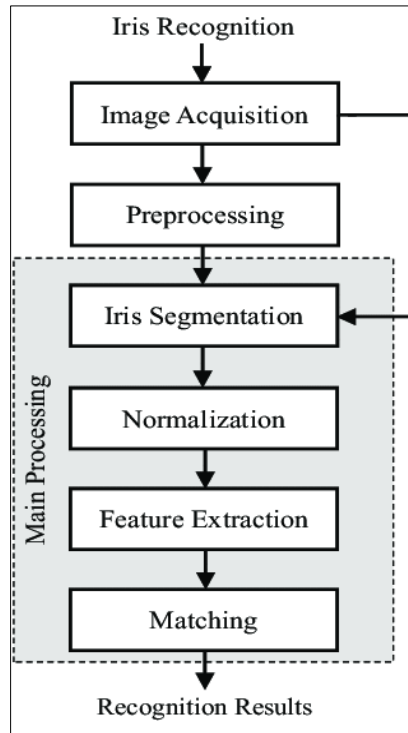 Iris Recognition
Image Acquisition
Preprocessing
Main Processing
Iris Segmentation
Normalization
Feature Extraction
Matching
Recognition Results